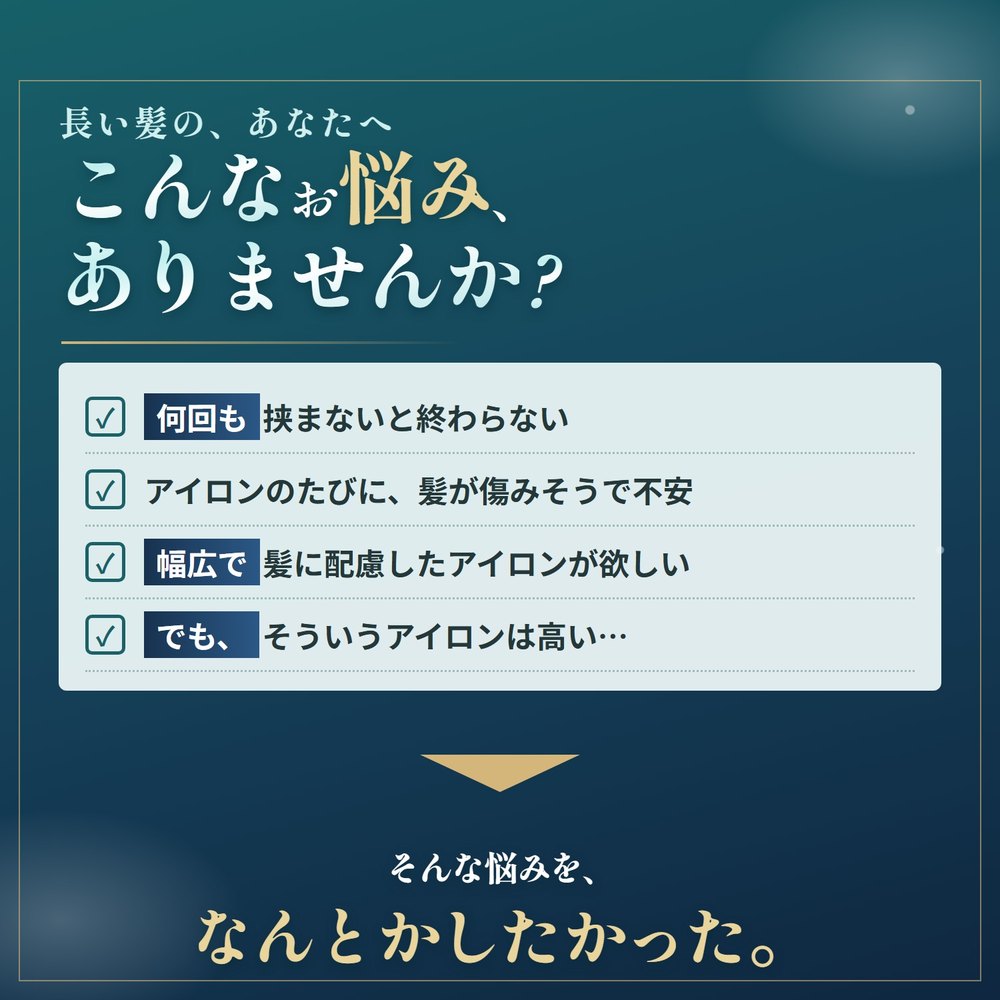 長い髪の、あなたへ
こんなお悩み、
ありませんか?
何回も挟まないと終わらない
アイロンのたびに、髪が傷みそうで不安
幅広で髪に配慮したアイロンが欲しい
でも、そういうアイロンは高い…
そんな悩みを、
なんとかしたかった。